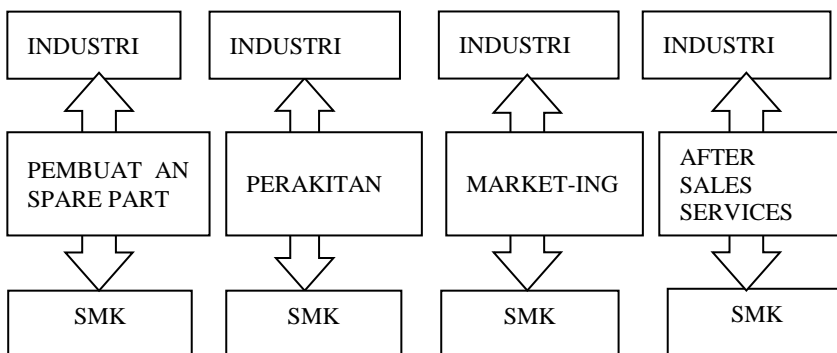 INDUSTRI
INDUSTRI
INDUSTRI
INDUSTRI
PEMBUAT AN
SPARE PART
PERAKITAN
MARKET-ING
AFTER
SALES
SERVICES
SMK
SMK
SMK
SMK